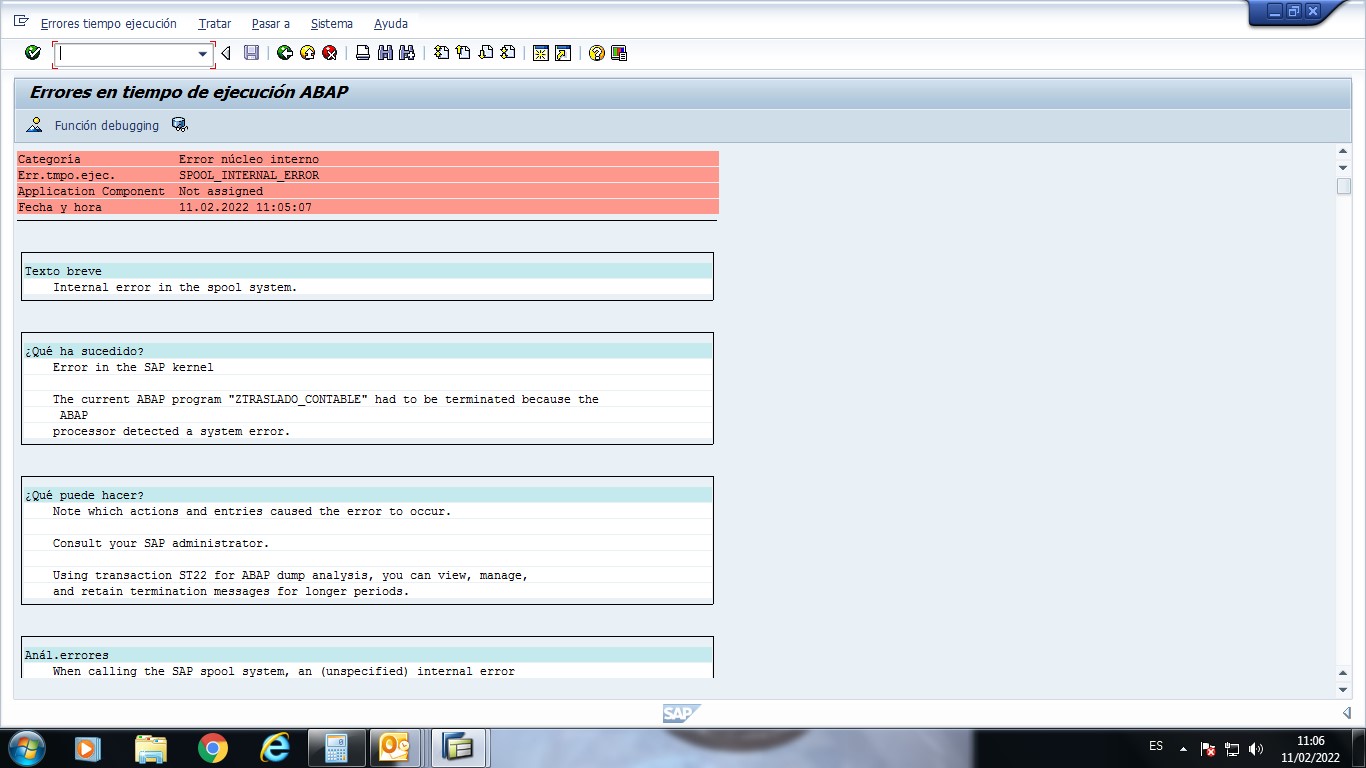 Errores tiempo ejecución Tratar Pasar a Sistema Ayuda
Errores en tiempo de ejecución ABAP
Función debugging
Categoría Error núcleo interno
Err.tmpo.ejec. SPOOL_INTERNAL_ERROR
Application Component Not assigned
Fecha y hora 11.02.2022 11:05:07
Texto breve
Internal error in the spool system.
¿Qué ha sucedido?
Error in the SAP kernel
The current ABAP program "ZTRASLADO_CONTABLE" had to be terminated because the
ABAP
processor detected a system error.
¿Qué puede hacer?
Note which actions and entries caused the error to occur.
Consult your SAP administrator.
Using transaction ST22 for ABAP dump analysis, you can view, manage,
and retain termination messages for longer periods.
Anál.errores
When calling the SAP spool system, an (unspecified) internal error
SAP
ES
11:06
11/02/2022